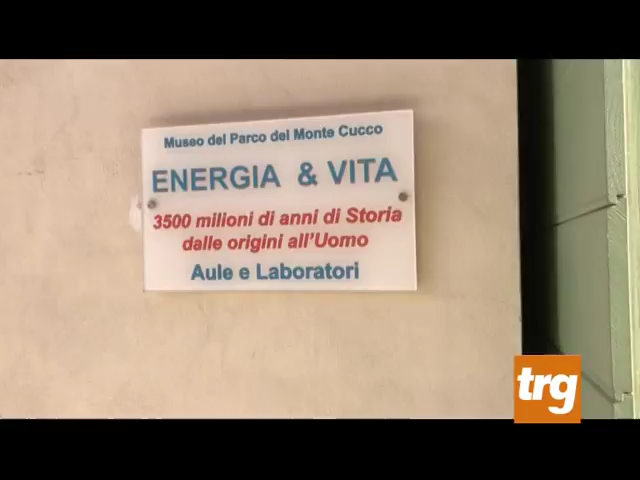 Museo del Parco del Monte Cucco
ENERGIA & VITA
3500 milioni di anni di Storia
dalle origini all'Uomo
Aule e Laboratori
trg